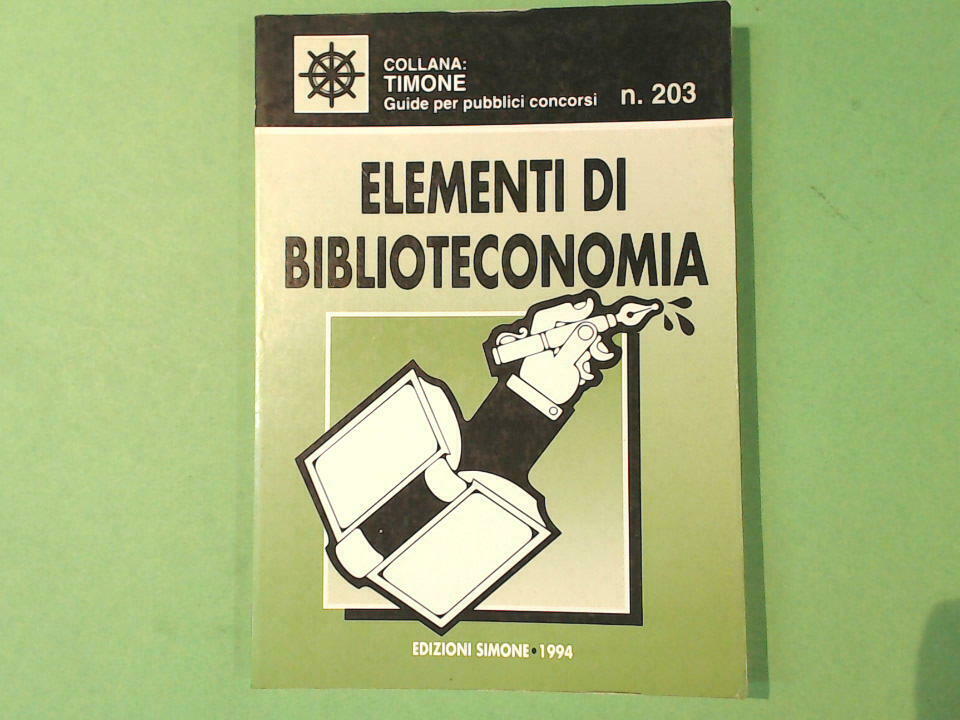 COLLANA:
TIMONE
Guide per pubblici concorsi
n. 203
ELEMENTI DI
BIBLIOTECONOMIA
EDIZIONI SIMONE • 1994